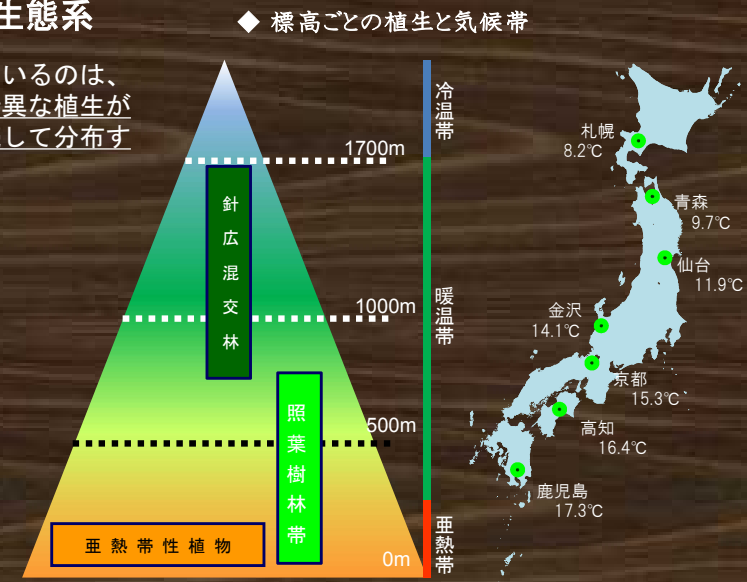 生態系
◆ 標高ごとの植生と気候帯
いるのは、
異な植生が
して分布す
冷温帯
1700m
針広混交林
暖温帯
1000m
照葉樹林帯
500m
亜熱帯性植物
亜熱帯
0m
札幌
8.2℃
青森
9.7℃
仙台
11.9℃
金沢
14.1℃
京都
15.3℃
高知
16.4℃
鹿児島
17.3℃